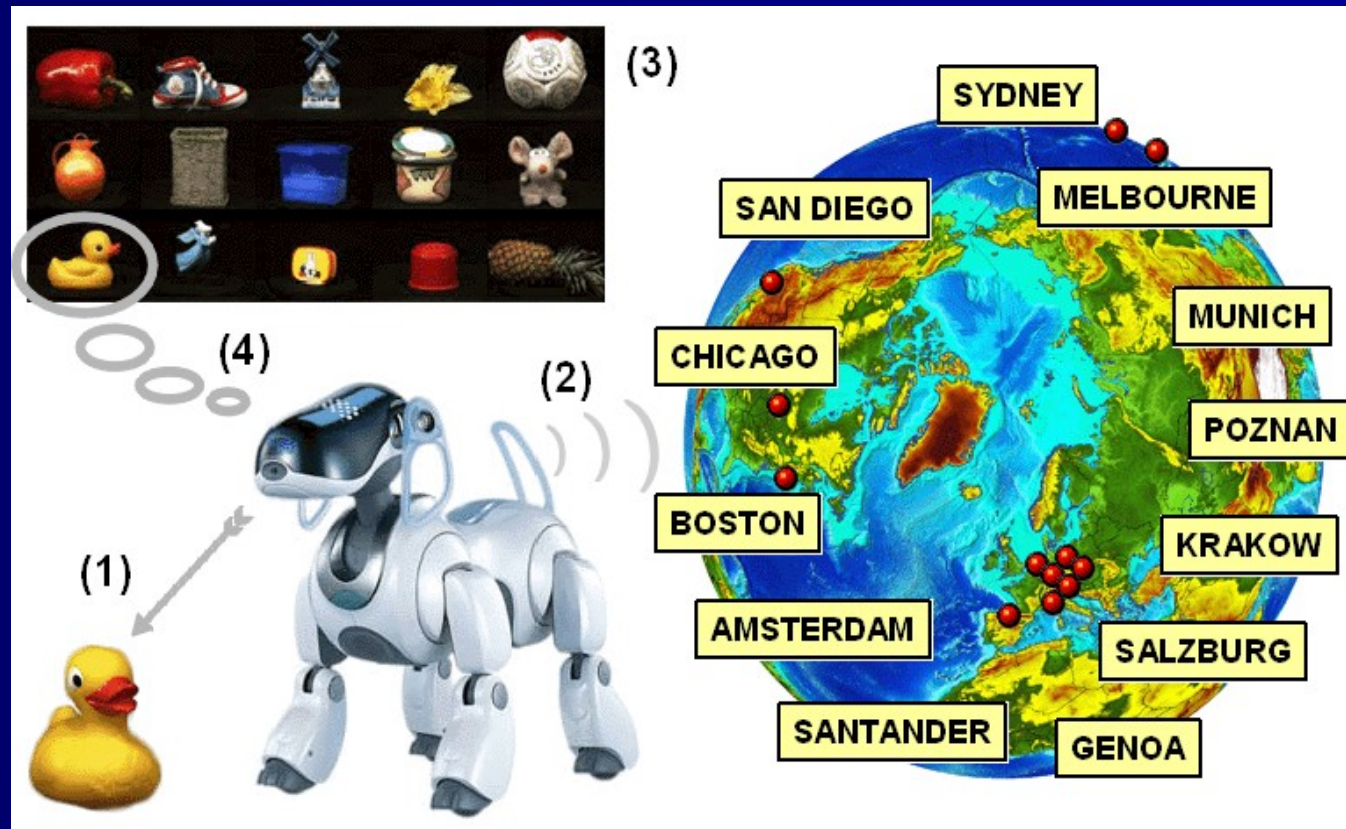 (3)
SYDNEY
MELBOURNE
SAN DIEGO
MUNICH
CHICAGO
(4)
(2)
POZNAN
BOSTON
KRAKOW
(1)
AMSTERDAM
SALZBURG
SANTANDER
GENOA